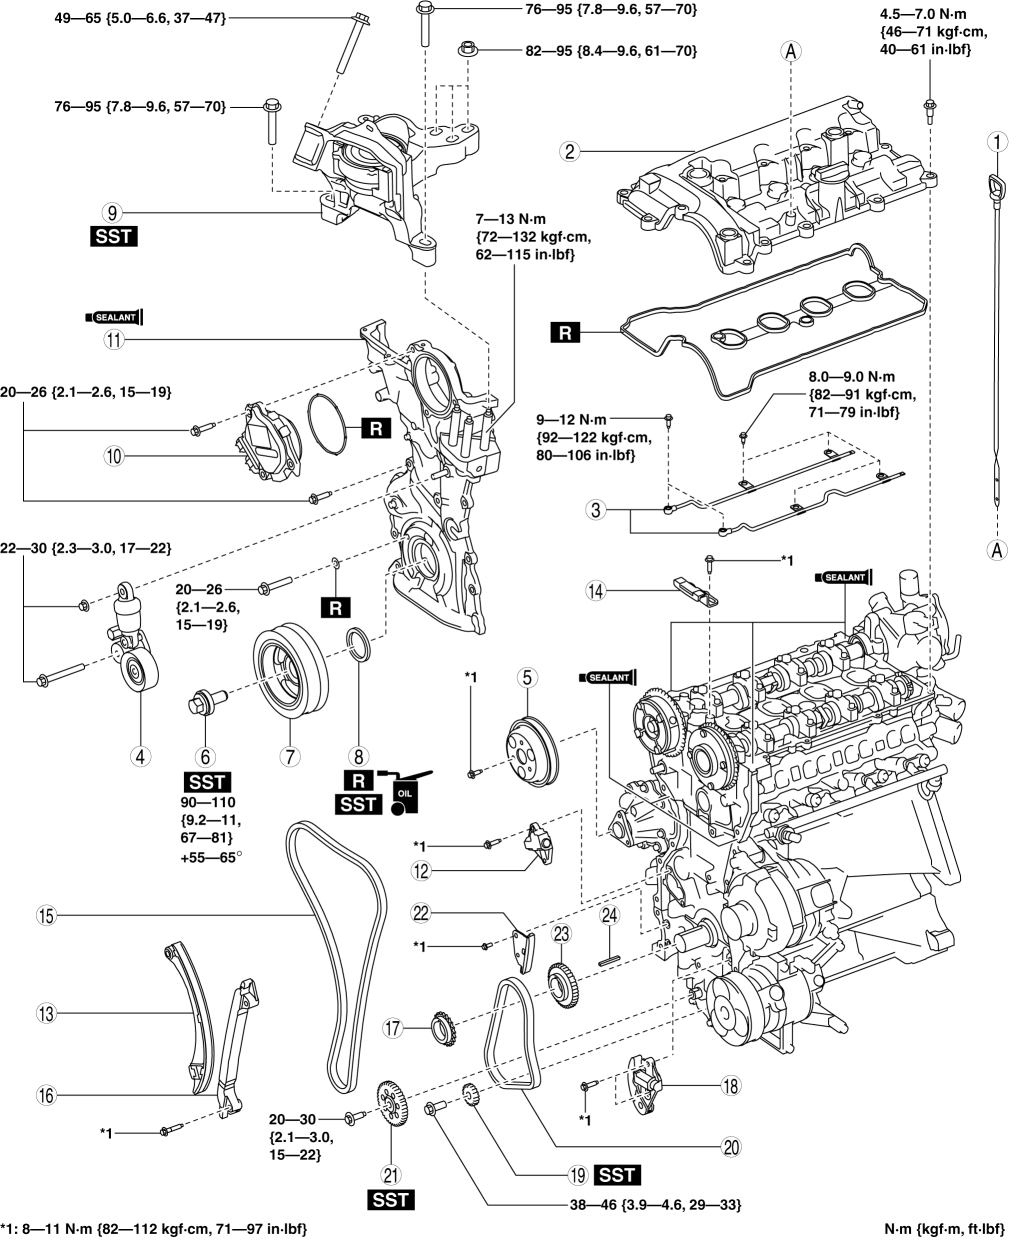 49—65 {5.0—6.6, 37—47}
76—95 {7.8—9.6, 57—70}
82—95 {8.4—9.6, 61—70}
4.5—7.0 N·m
{46—71 kgf·cm,
40—61 in·lbf}
A
76—95 {7.8—9.6, 57—70}
1
2
9
SST
7—13 N·m
{72—132 kgf·cm,
62—115 in·lbf}
SEALANT
11
R
20—26 {2.1—2.6, 15—19}
8.0—9.0 N·m
{82—91 kgf·cm,
71—79 in·lbf}
9—12 N·m
{92—122 kgf·cm,
80—106 in·lbf}
R
10
3
22—30 {2.3—3.0, 17—22}
A
*1
SEALANT
14
20—26
{2.1—2.6,
15—19}
R
SEALANT
*1
5
4
6
7
8
SST
90—110
{9.2—11,
67—81}
+55—65°
R
SST
OIL
*1
12
15
22
24
23
*1
13
17
16
*1
18
*1
20—30
{2.1—3.0,
15—22}
20
21
SST
19
SST
38—46 {3.9—4.6, 29—33}
*1: 8—11 N·m {82—112 kgf·cm, 71—97 in·lbf}
N·m {kgf·m, ft·lbf}